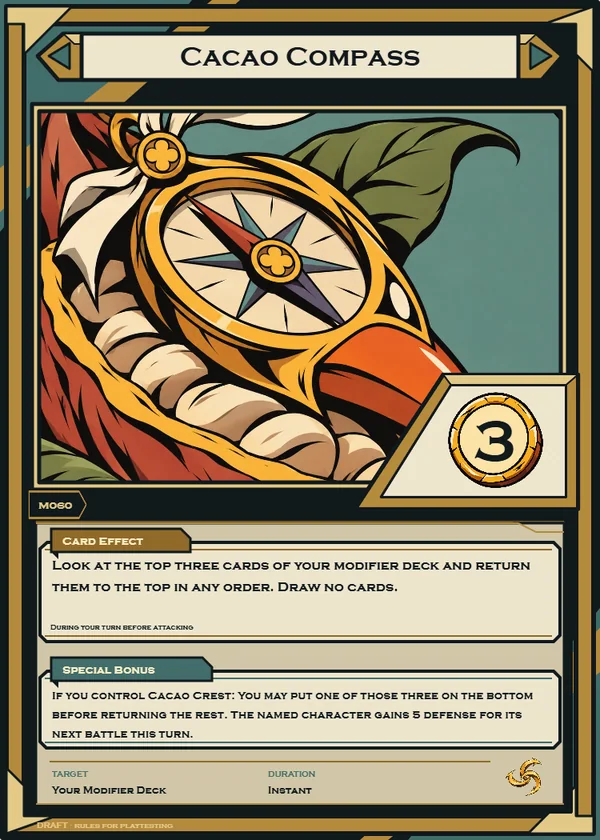 Cacao Compass
3
M060
Card Effect
Look at the top three cards of your modifier deck and return
them to the top in any order. Draw no cards.
During your turn before attacking
Special Bonus
If you control Cacao Crest: You may put one of those three on the bottom
before returning the rest. The named character gains 5 defense for its
next battle this turn.
Target
Duration
Your Modifier Deck
Instant
DRAFT · Rules for playtesting